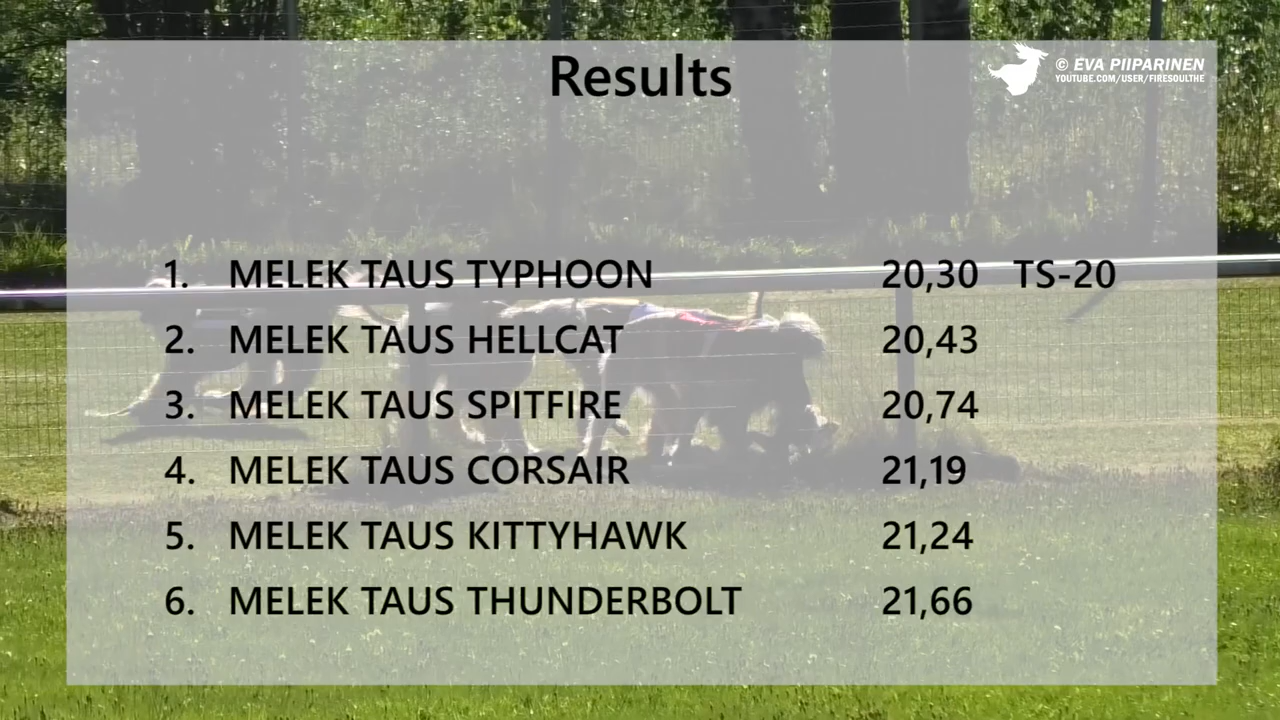 Results
© EVA PIIPARINEN
YOUTUBE.COM/USER/FIRESOULTHE
1. MELEK TAUS TYPHOON 20,30 TS-20
2. MELEK TAUS HELLCAT 20,43
3. MELEK TAUS SPITFIRE 20,74
4. MELEK TAUS CORSAIR 21,19
5. MELEK TAUS KITTYHAWK 21,24
6. MELEK TAUS THUNDERBOLT 21,66